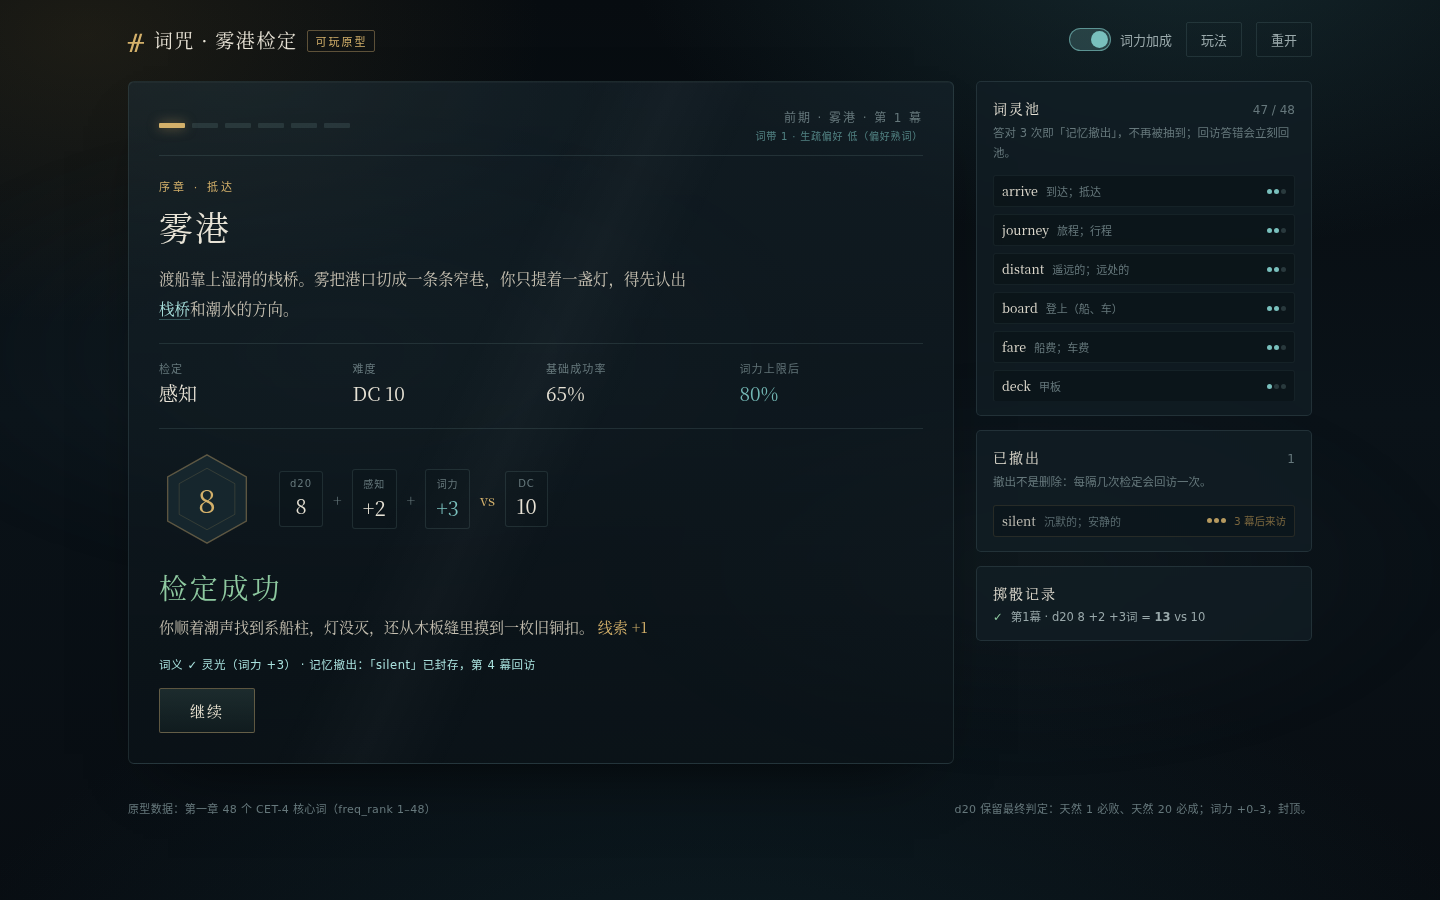 # 词咒 · 雾港检定 可玩原型
词力加成 玩法 重开
前期 · 雾港 · 第 1 幕
词带 1 · 生疏偏好 低（偏好熟词）
序章 · 抵达
雾港
渡船靠上湿滑的栈桥。雾把港口切成一条条窄巷，你只提着一盏灯，得先认出
栈桥和潮水的方向。
检定 难度 基础成功率 词力上限后
感知 DC 10 65% 80%
d20 感知 词力 DC
8 8 + +2 + +3 vs 10
检定成功
你顺着潮声找到系船柱，灯没灭，还从木板缝里摸到一枚旧铜扣。 线索 +1
词义 ✓ 灵光（词力 +3） · 记忆撤出：「silent」已封存，第 4 幕回访
继续
词灵池 47 / 48
答对 3 次即「记忆撤出」，不再被抽到；回访答错会立刻回
池。
arrive 到达；抵达
journey 旅程；行程
distant 遥远的；远处的
board 登上（船、车）
fare 船费；车费
deck 甲板
已撤出 1
撤出不是删除：每隔几次检定会回访一次。
silent 沉默的；安静的 3 幕后来访
掷骰记录
✓ 第1幕 · d20 8 +2 +3词 = 13 vs 10
原型数据：第一章 48 个 CET-4 核心词（freq_rank 1–48）
d20 保留最终判定：天然 1 必败、天然 20 必成；词力 +0–3，封顶。